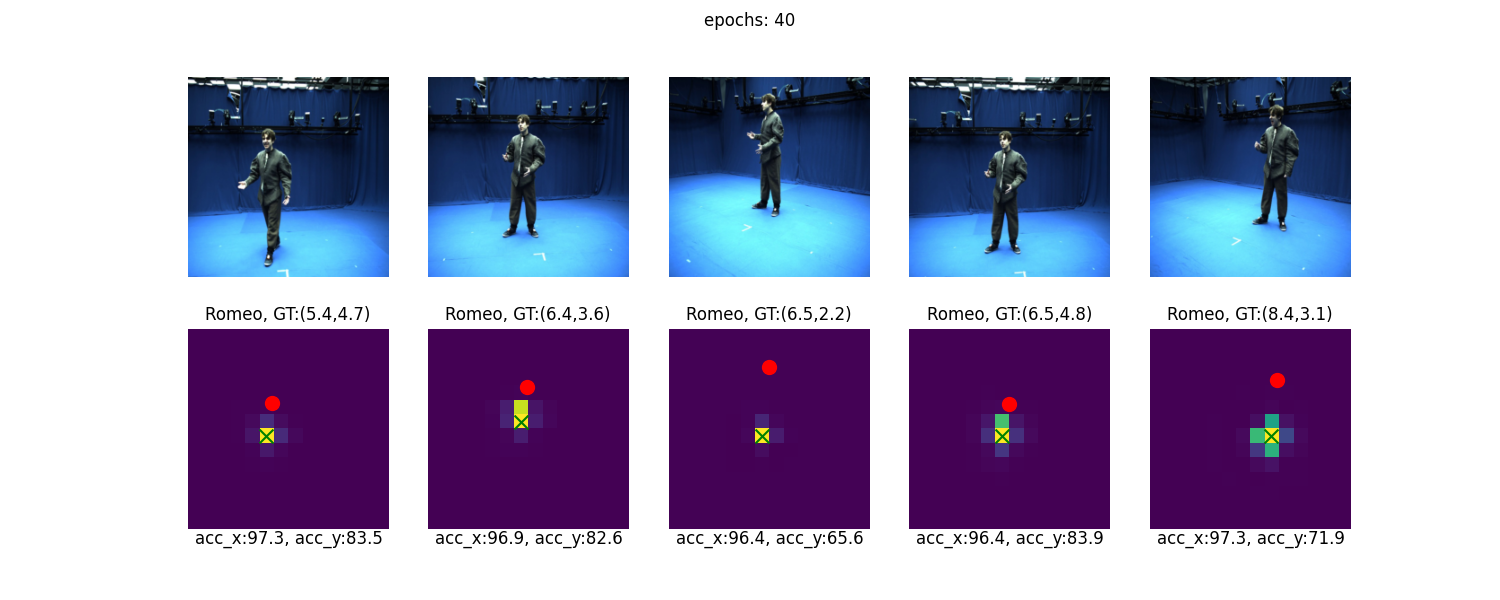 epochs: 40
Romeo, GT:(5.4,4.7)
Romeo, GT:(6.4,3.6)
Romeo, GT:(6.5,2.2)
Romeo, GT:(6.5,4.8)
Romeo, GT:(8.4,3.1)
acc_x:97.3, acc_y:83.5
acc_x:96.9, acc_y:82.6
acc_x:96.4, acc_y:65.6
acc_x:96.4, acc_y:83.9
acc_x:97.3, acc_y:71.9